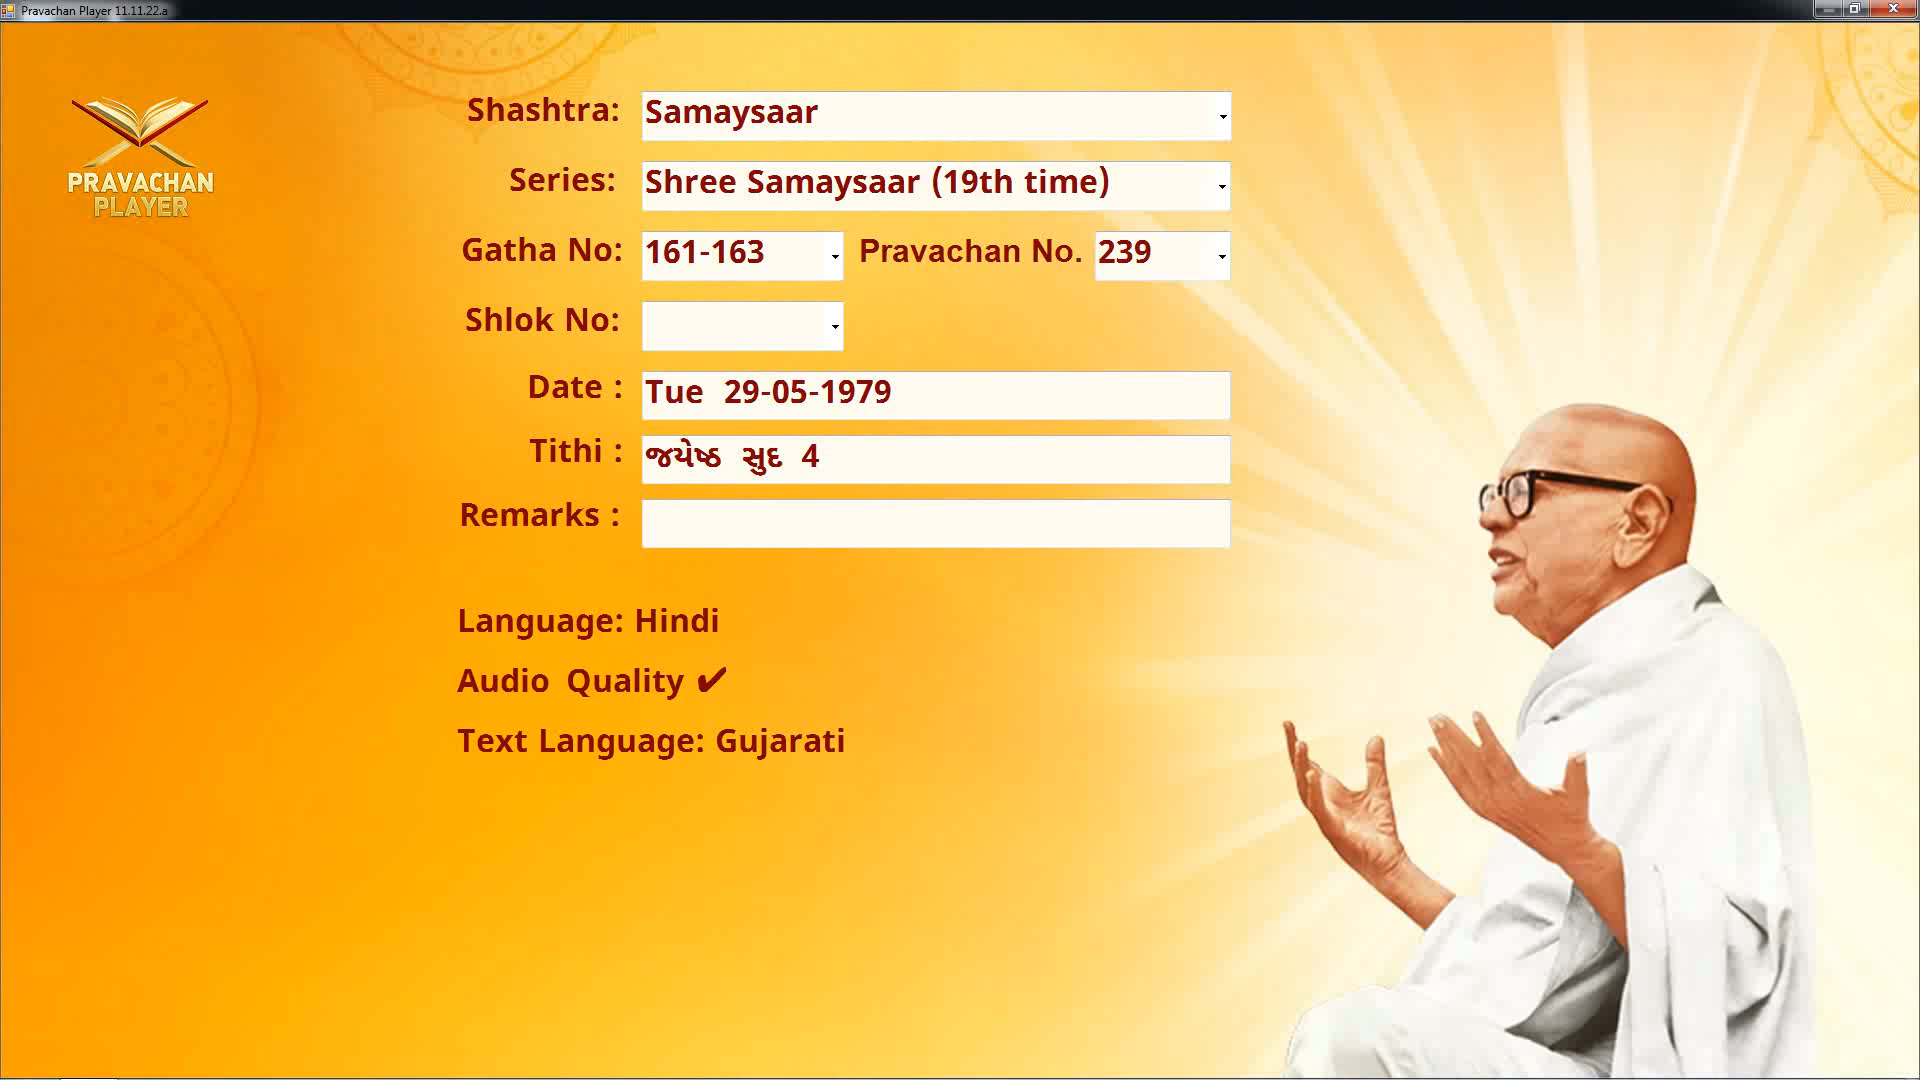 Pravachan Player 11.11.22.a
PRAVACHAN
PLAYER
Shashtra: Samaysaar
Series: Shree Samaysaar (19th time)
Gatha No: 161-163 Pravachan No. 239
Shlok No:
Date : Tue 29-05-1979
Tithi : જયેષ્ઠ સુદ 4
Remarks :
Language: Hindi
Audio Quality ✔
Text Language: Gujarati